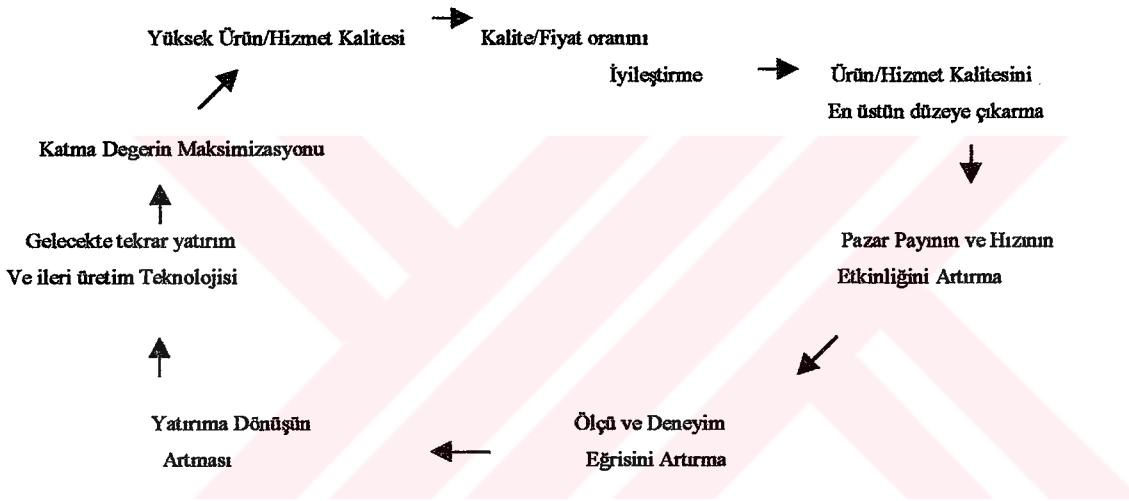 Yüksek Ürün/Hizmet Kalitesi
Kalite/Fiyat oranını
İyileştirme
Ürün/Hizmet Kalitesini
En üstün düzeye çıkarma
Pazar Payının ve Hızının
Etkinliğini Artırma
Ölçü ve Deneyim
Eğrisini Artırma
Yatırıma Dönüşün
Artması
Gelecekte tekrar yatırım
Ve ileri üretim Teknolojisi
Katma Degerin Maksimizasyonu